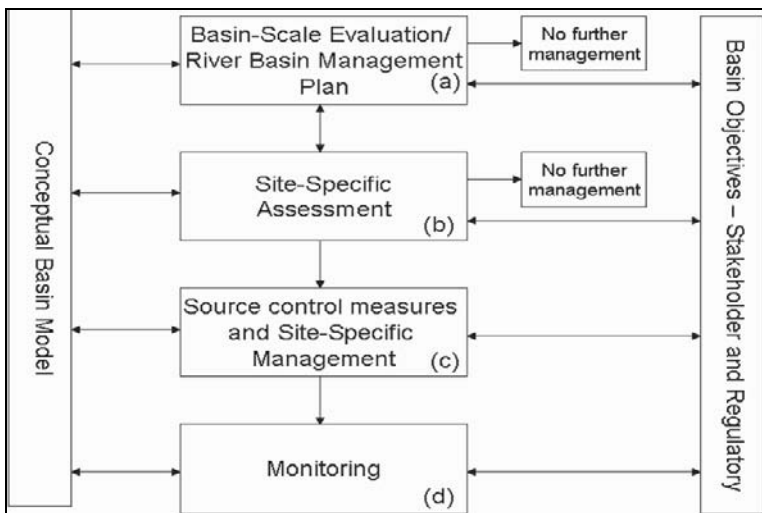 Basin-Scale Evaluation/
River Basin Management
Plan
(a)
No further
management
Site-Specific
Assessment
(b)
No further
management
Source control measures
and Site-Specific
Management
(c)
Monitoring
(d)
Conceptual Basin Model
Basin Objectives – Stakeholder and Regulatory